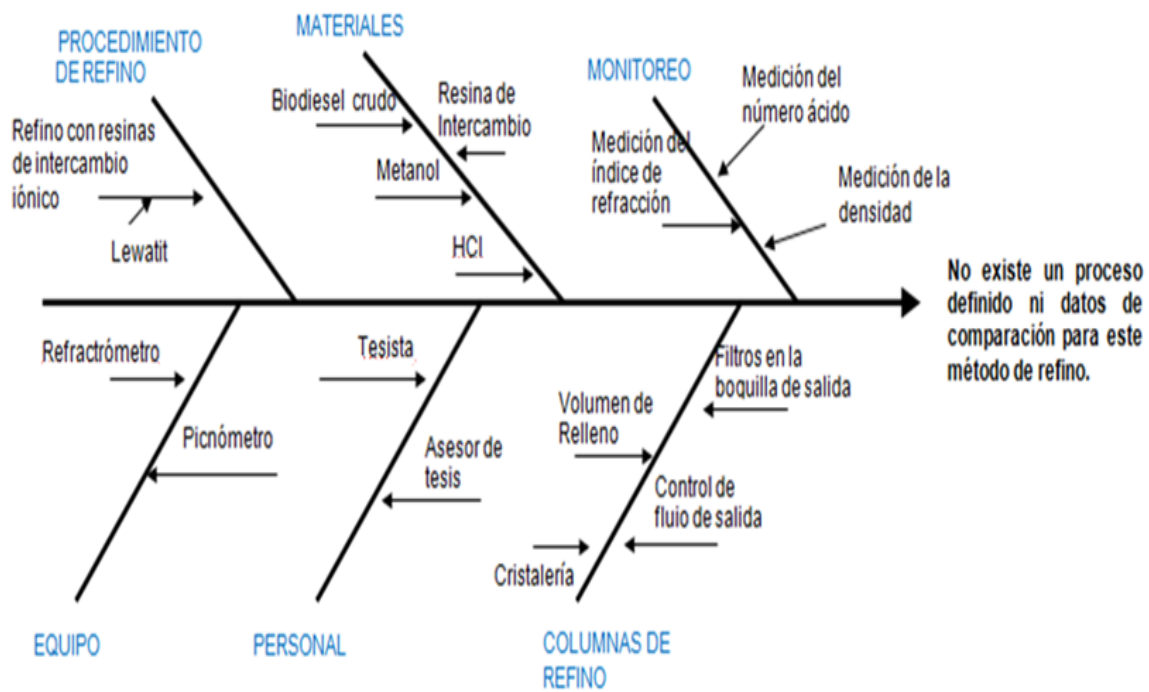 PROCEDIMIENTO
DE REFINO
MATERIALES
MONITOREO
Refino con resinas
de intercambio
iónico
Lewatit
Biodiesel crudo
Resina de
Intercambio
Metanol
HCl
Medición del
índice de
refracción
Medición del
número ácido
Medición de la
densidad
No existe un proceso
definido ni datos de
comparación para este
método de refino.
Refractrómetro
Picnómetro
Tesista
Asesor de
tesis
Filtros en la
boquilla de salida
Volumen de
Relleno
Control de
fluio de salida
Cristalería
EQUIPO
PERSONAL
COLUMNAS DE
REFINO